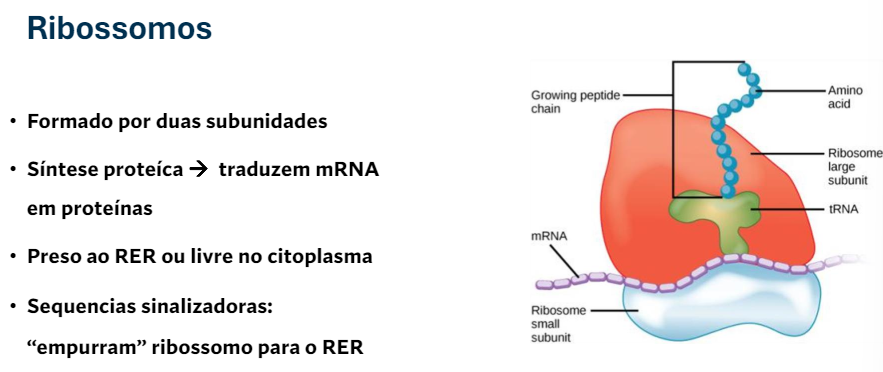 Ribossomos
• Formado por duas subunidades
• Síntese proteíca → traduzem mRNA
em proteínas
• Preso ao RER ou livre no citoplasma
• Sequencias sinalizadoras:
“empurram” ribossomo para o RER
Growing peptide
chain
Amino
acid
Ribosome
large
subunit
tRNA
mRNA
Ribosome
small
subunit